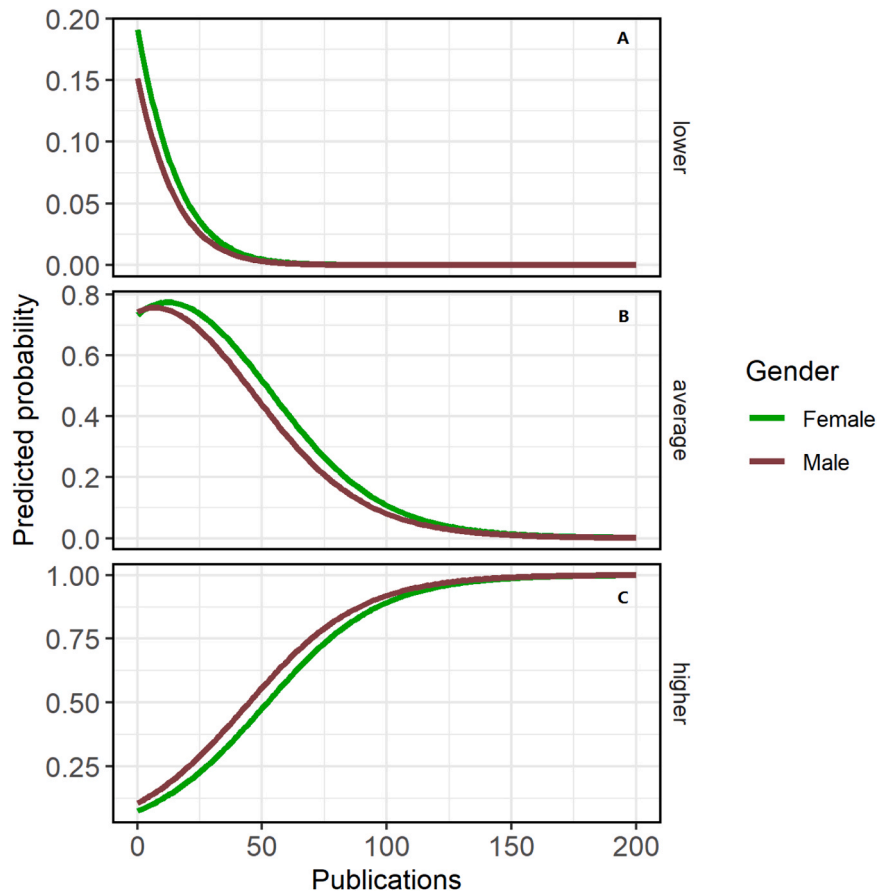 0.20
A
0.15
0.10
0.05
0.00
lower
0.8
B
0.6
0.4
0.2
0.0
average
1.00
C
0.75
0.50
0.25
higher
0 50 100 150 200
Publications
Predicted probability
Gender
Female
Male